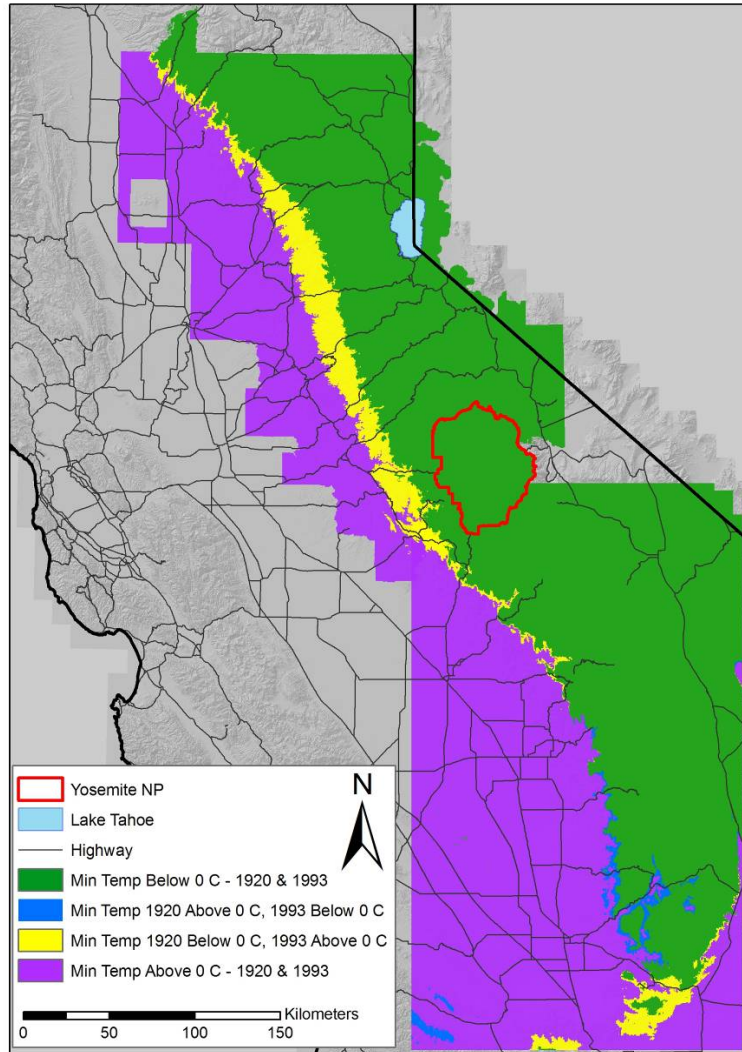 Yosemite NP
Lake Tahoe
Highway
Min Temp Below 0 C - 1920 & 1993
Min Temp 1920 Above 0 C, 1993 Below 0 C
Min Temp 1920 Below 0 C, 1993 Above 0 C
Min Temp Above 0 C - 1920 & 1993
N
Kilometers
0 25 50 100 150